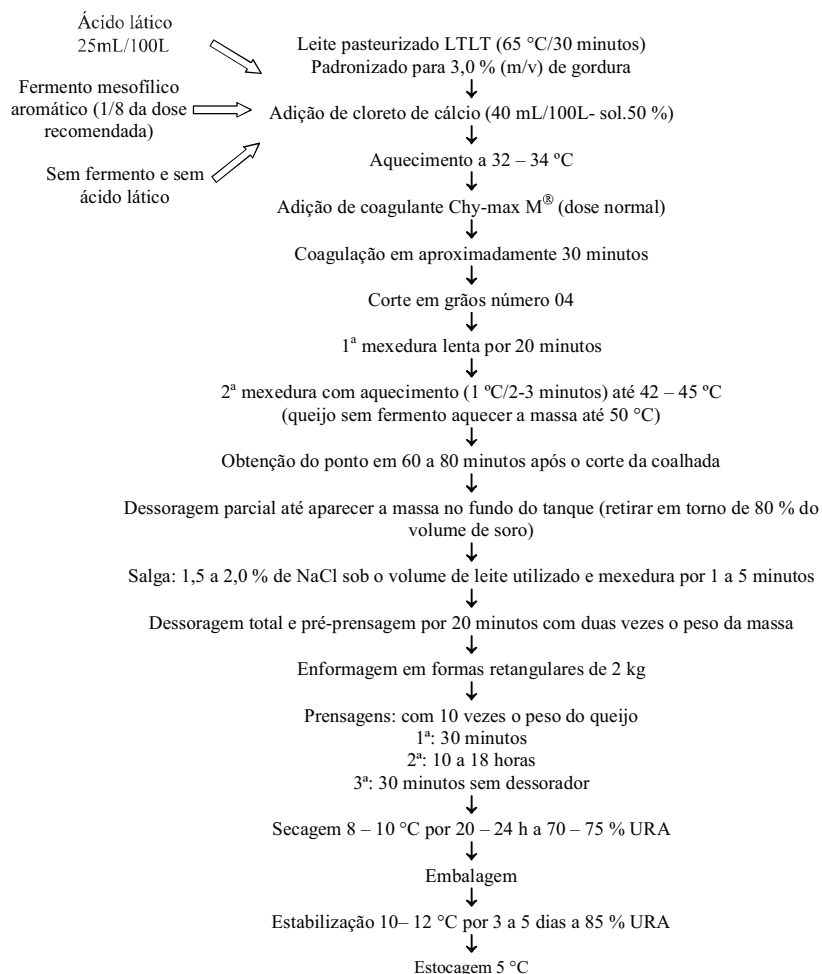 Ácido lático
25mL/100L
Fermento mesofílico
aromático (1/8 da dose
recomendada)
Sem fermento e sem
ácido lático
Leite pasteurizado LTLT (65 °C/30 minutos)
Padronizado para 3,0 % (m/v) de gordura
Adição de cloreto de cálcio (40 mL/100L- sol.50 %)
Aquecimento a 32 – 34 ºC
Adição de coagulante Chy-max M® (dose normal)
Coagulação em aproximadamente 30 minutos
Corte em grãos número 04
1ª mexedura lenta por 20 minutos
2ª mexedura com aquecimento (1 ºC/2-3 minutos) até 42 – 45 ºC
(queijo sem fermento aquecer a massa até 50 °C)
Obtenção do ponto em 60 a 80 minutos após o corte da coalhada
Dessoragem parcial até aparecer a massa no fundo do tanque (retirar em torno de 80 % do
volume de soro)
Salga: 1,5 a 2,0 % de NaCl sob o volume de leite utilizado e mexedura por 1 a 5 minutos
Dessoragem total e pré-prensagem por 20 minutos com duas vezes o peso da massa
Enformagem em formas retangulares de 2 kg
Prensagens: com 10 vezes o peso do queijo
1ª: 30 minutos
2ª: 10 a 18 horas
3ª: 30 minutos sem dessorador
Secagem 8 – 10 °C por 20 – 24 h a 70 – 75 % URA
Embalagem
Estabilização 10– 12 °C por 3 a 5 dias a 85 % URA
Estocagem 5 °C